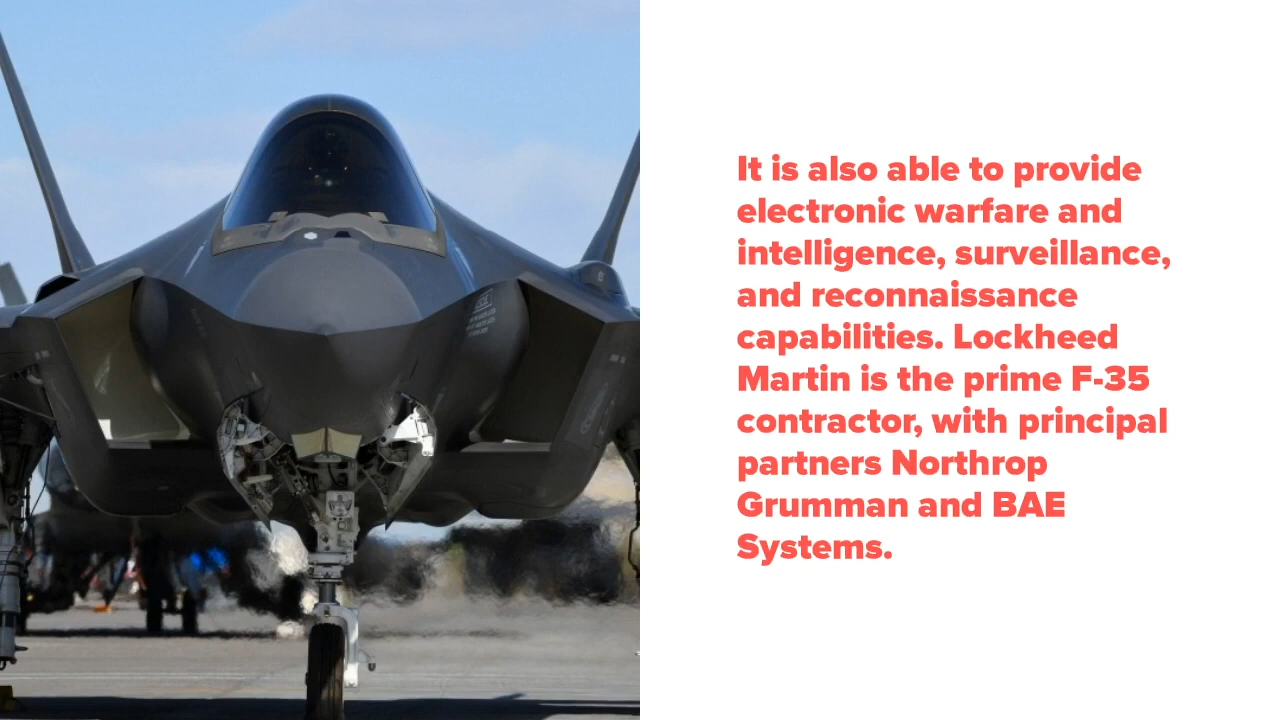 It is also able to provide
electronic warfare and
intelligence, surveillance,
and reconnaissance
capabilities. Lockheed
Martin is the prime F-35
contractor, with principal
partners Northrop
Grumman and BAE
Systems.